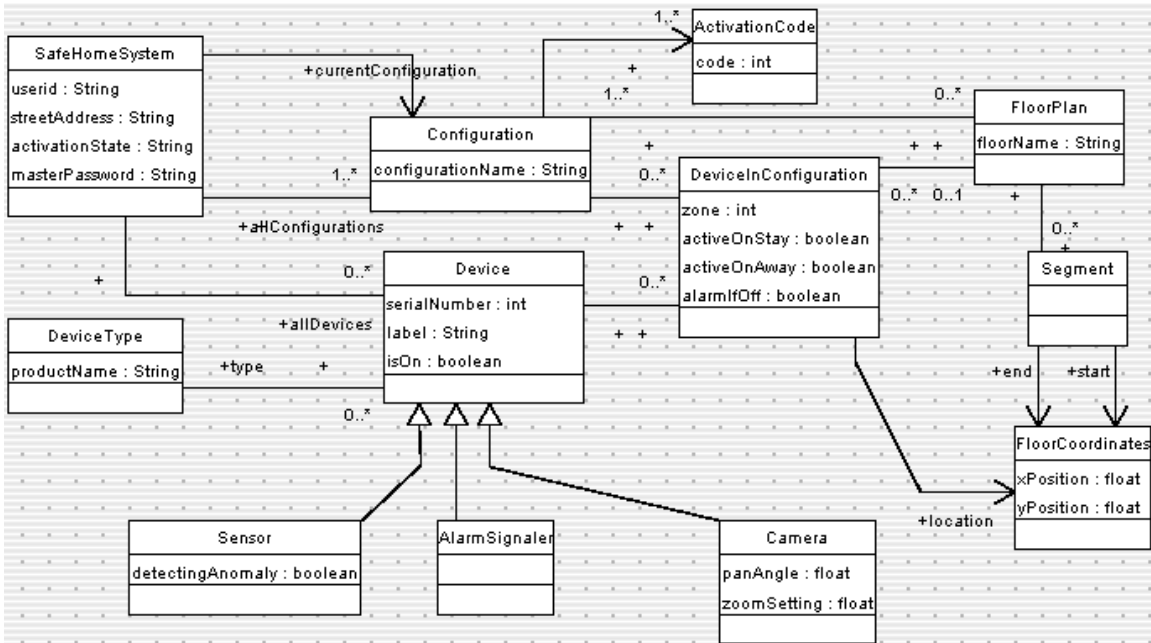 SafeHomeSystem
userid : String
streetAddress : String
activationState : String
masterPassword : String
+currentConfiguration
1..*
ActivationCode
code : int
+
1..*
0..*
FloorPlan
floorName : String
Configuration
configurationName : String
1..*
+allConfigurations
+
0..*
+ +
DeviceInConfiguration
zone : int
activeOnStay : boolean
activeOnAway : boolean
alarmIfOff : boolean
+ +
0..* 0..1
+
0..*
+
Segment
+
0..*
+allDevices
Device
serialNumber : int
label : String
isOn : boolean
0..*
+ +
DeviceType
productName : String
+type
+
0..*
+end
+start
FloorCoordinates
xPosition : float
yPosition : float
+location
Sensor
detectingAnomaly : boolean
AlarmSignaler
Camera
panAngle : float
zoomSetting : float